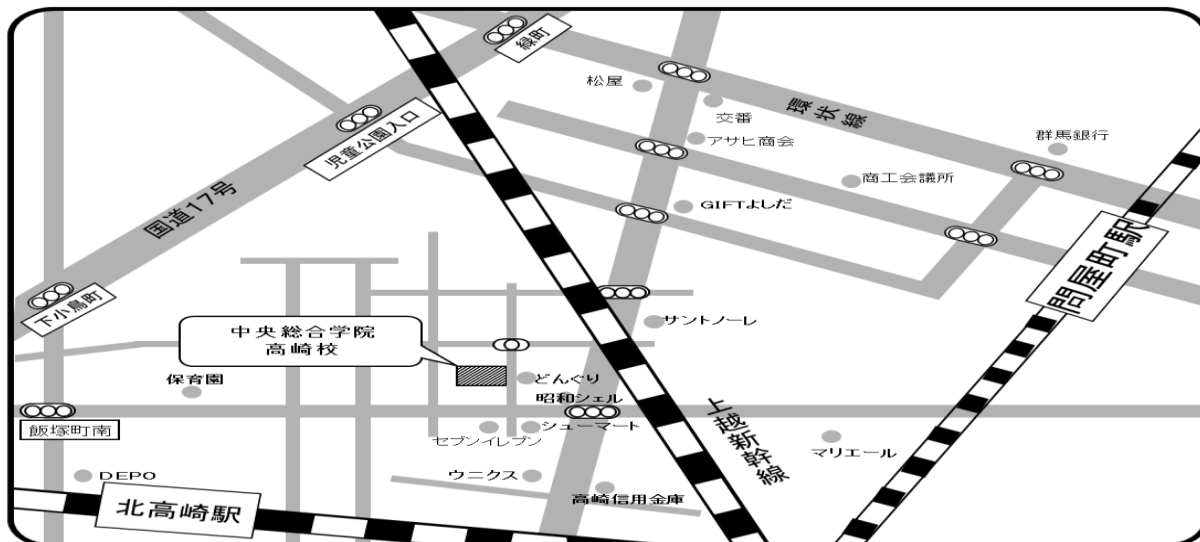 緑町
松屋
環状線
交番
アサヒ商会
群馬銀行
児童公園入口
商工会議所
国道17号
GIFTよしだ
問屋町駅
下小鳥町
サントノーレ
中央総合学院
高崎校
保育園
どんぐり
昭和シェル
飯塚町南
セブンイレブン
シューマート
上越新幹線
マリエール
DEPO
ウニクス
高崎信用金庫
北高崎駅